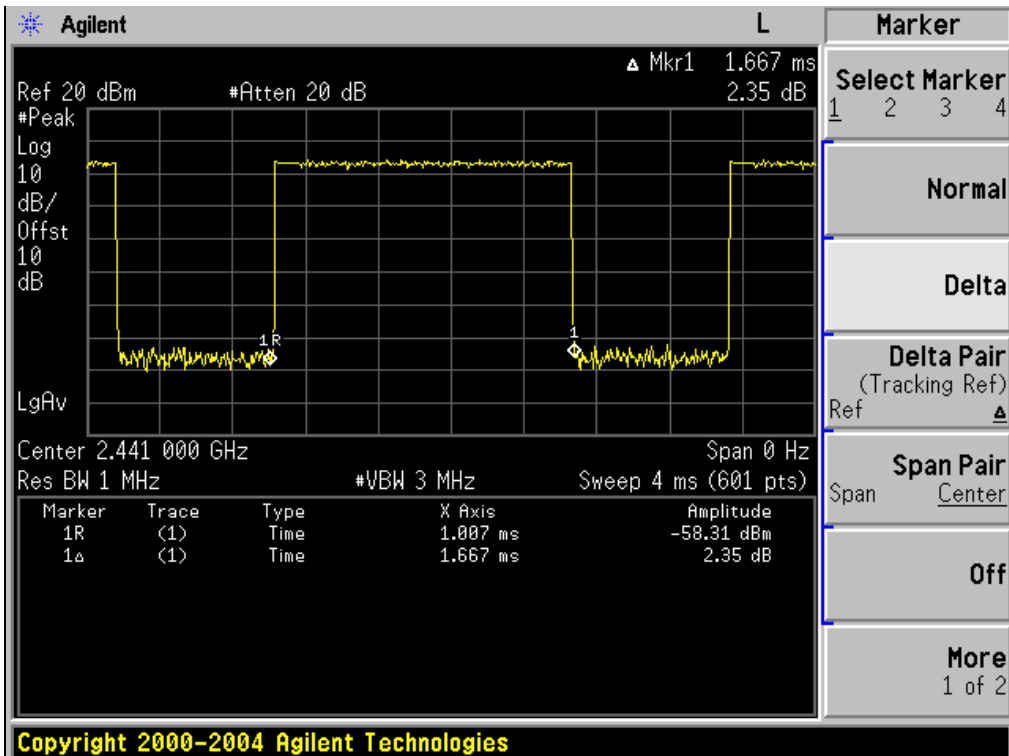 Agilent L
Δ Mkr1 1.667 ms
Ref 20 dBm #Atten 20 dB 2.35 dB
#Peak
Log
10
dB/
Offst
10
dB
1R
1
LgAv
Center 2.441 000 GHz Span 0 Hz
Res BW 1 MHz #VBW 3 MHz Sweep 4 ms (601 pts)
Marker Trace Type X Axis Amplitude
1R (1) Time 1.007 ms -58.31 dBm
1Δ (1) Time 1.667 ms 2.35 dB
Marker
Select Marker
1 2 3 4
Normal
Delta
Delta Pair
(Tracking Ref)
Ref Δ
Span Pair
Span Center
Off
More
1 of 2
Copyright 2000-2004 Agilent Technologies